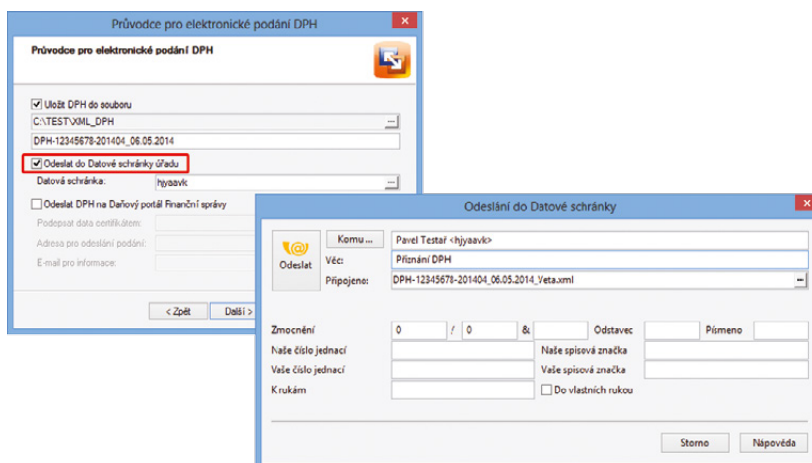 Průvodce pro elektronické podání DPH
Průvodce pro elektronické podání DPH
Uložit DPH do souboru
C:\TEST\XML_DPH
DPH-12345678-201404_06.05.2014
Odeslat do Datové schránky úřadu
Datová schránka: hjyaavk
Odeslat DPH na Daňový portál Finanční správy
Podepsat data certifikátem:
Adresa pro odeslání podání:
E-mail pro informace:
< Zpět Další >
Odeslání do Datové schránky
Odeslat
Komu ... Pavel Testař <hjyaavk>
Věc: Přiznání DPH
Připojeno: DPH-12345678-201404_06.05.2014_Veta.xml
Zmocnění 0 / 0 & Odstavec Písmeno
Naše číslo jednací Naše spisová značka
Vaše číslo jednací Vaše spisová značka
K rukám Do vlastních rukou
Storno Nápověda